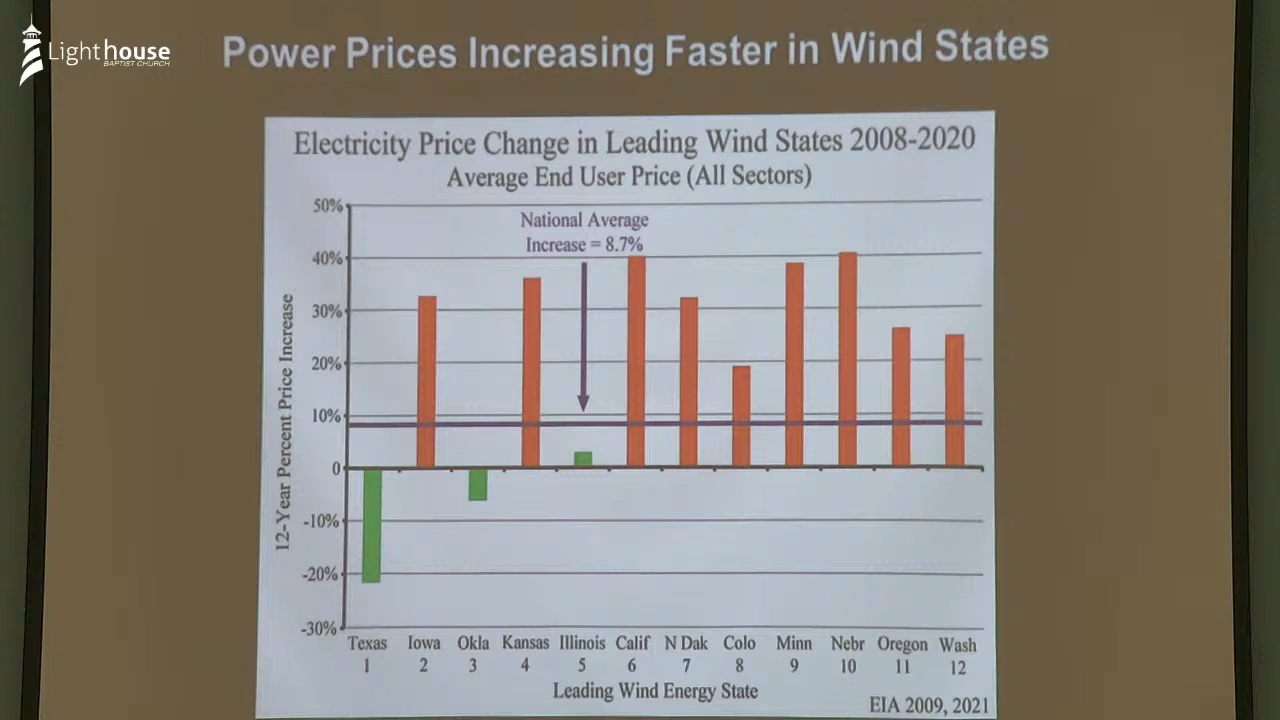 Lighthouse
BAPTIST CHURCH
Power Prices Increasing Faster in Wind States
Electricity Price Change in Leading Wind States 2008-2020
Average End User Price (All Sectors)
National Average
Increase = 8.7%
12-Year Percent Price Increase
50%
40%
30%
20%
10%
0
-10%
-20%
-30%
Texas Iowa Okla Kansas Illinois Calif N Dak Colo Minn Nebr Oregon Wash
1 2 3 4 5 6 7 8 9 10 11 12
Leading Wind Energy State
EIA 2009, 2021